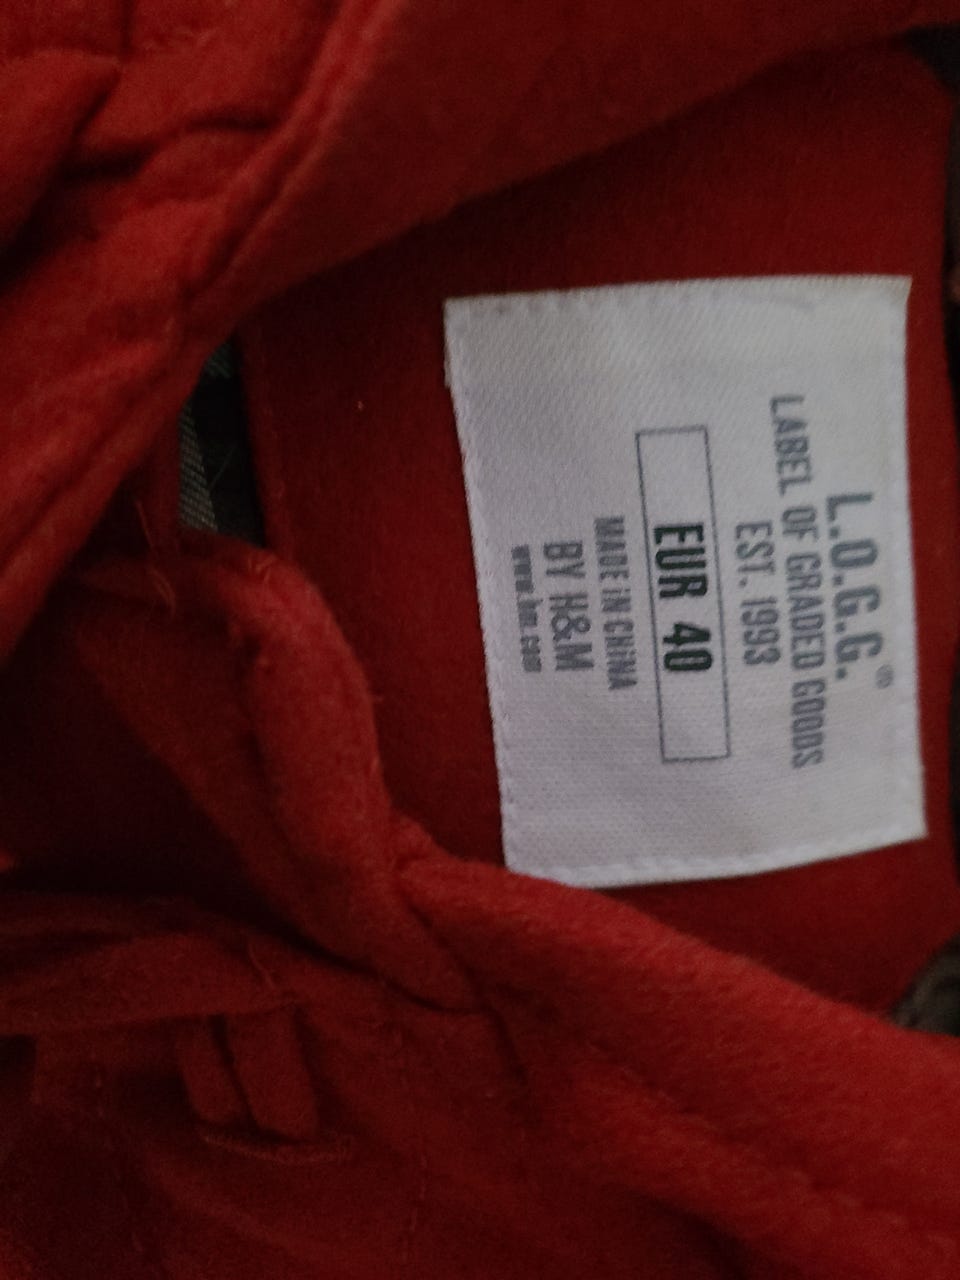 L.O.G.G.®
LABEL OF GRADED GOODS
EST. 1993
EUR 40
MADE IN CHINA
BY H&M
www.hm.com